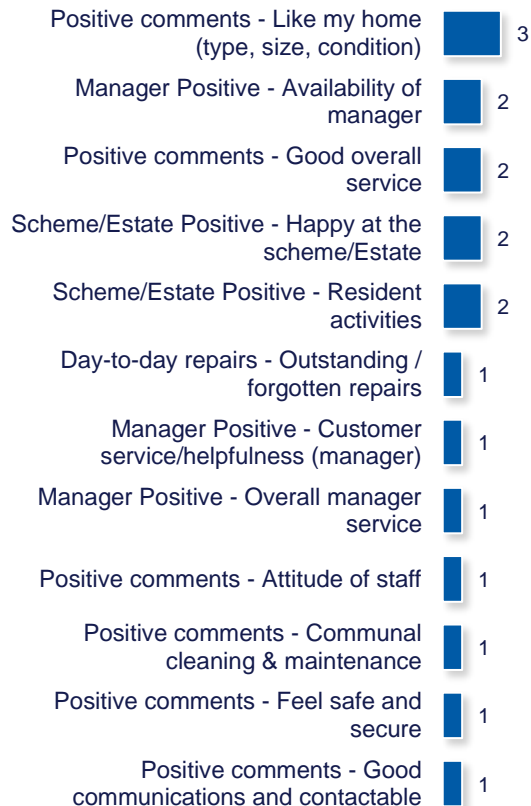 Positive comments - Like my home
(type, size, condition)
3
Manager Positive - Availability of
manager
2
Positive comments - Good overall
service
2
Scheme/Estate Positive - Happy at the
scheme/Estate
2
Scheme/Estate Positive - Resident
activities
2
Day-to-day repairs - Outstanding /
forgotten repairs
1
Manager Positive - Customer
service/helpfulness (manager)
1
Manager Positive - Overall manager
service
1
Positive comments - Attitude of staff
1
Positive comments - Communal
cleaning & maintenance
1
Positive comments - Feel safe and
secure
1
Positive comments - Good
communications and contactable
1